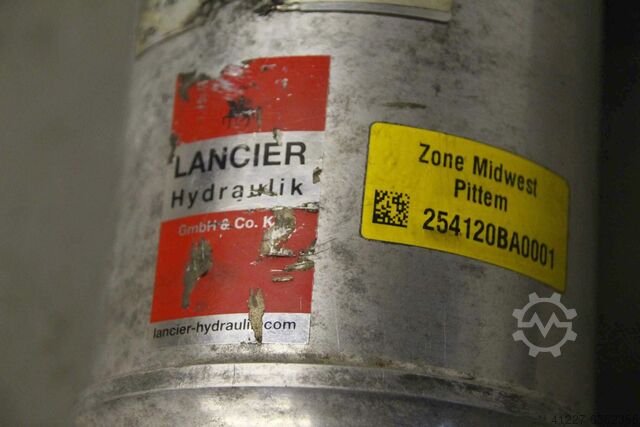 LANCIER
Hydraulik
GmbH & Co. K
lancier-hydraulik.com
Zone Midwest
Pittem
254120BA0001